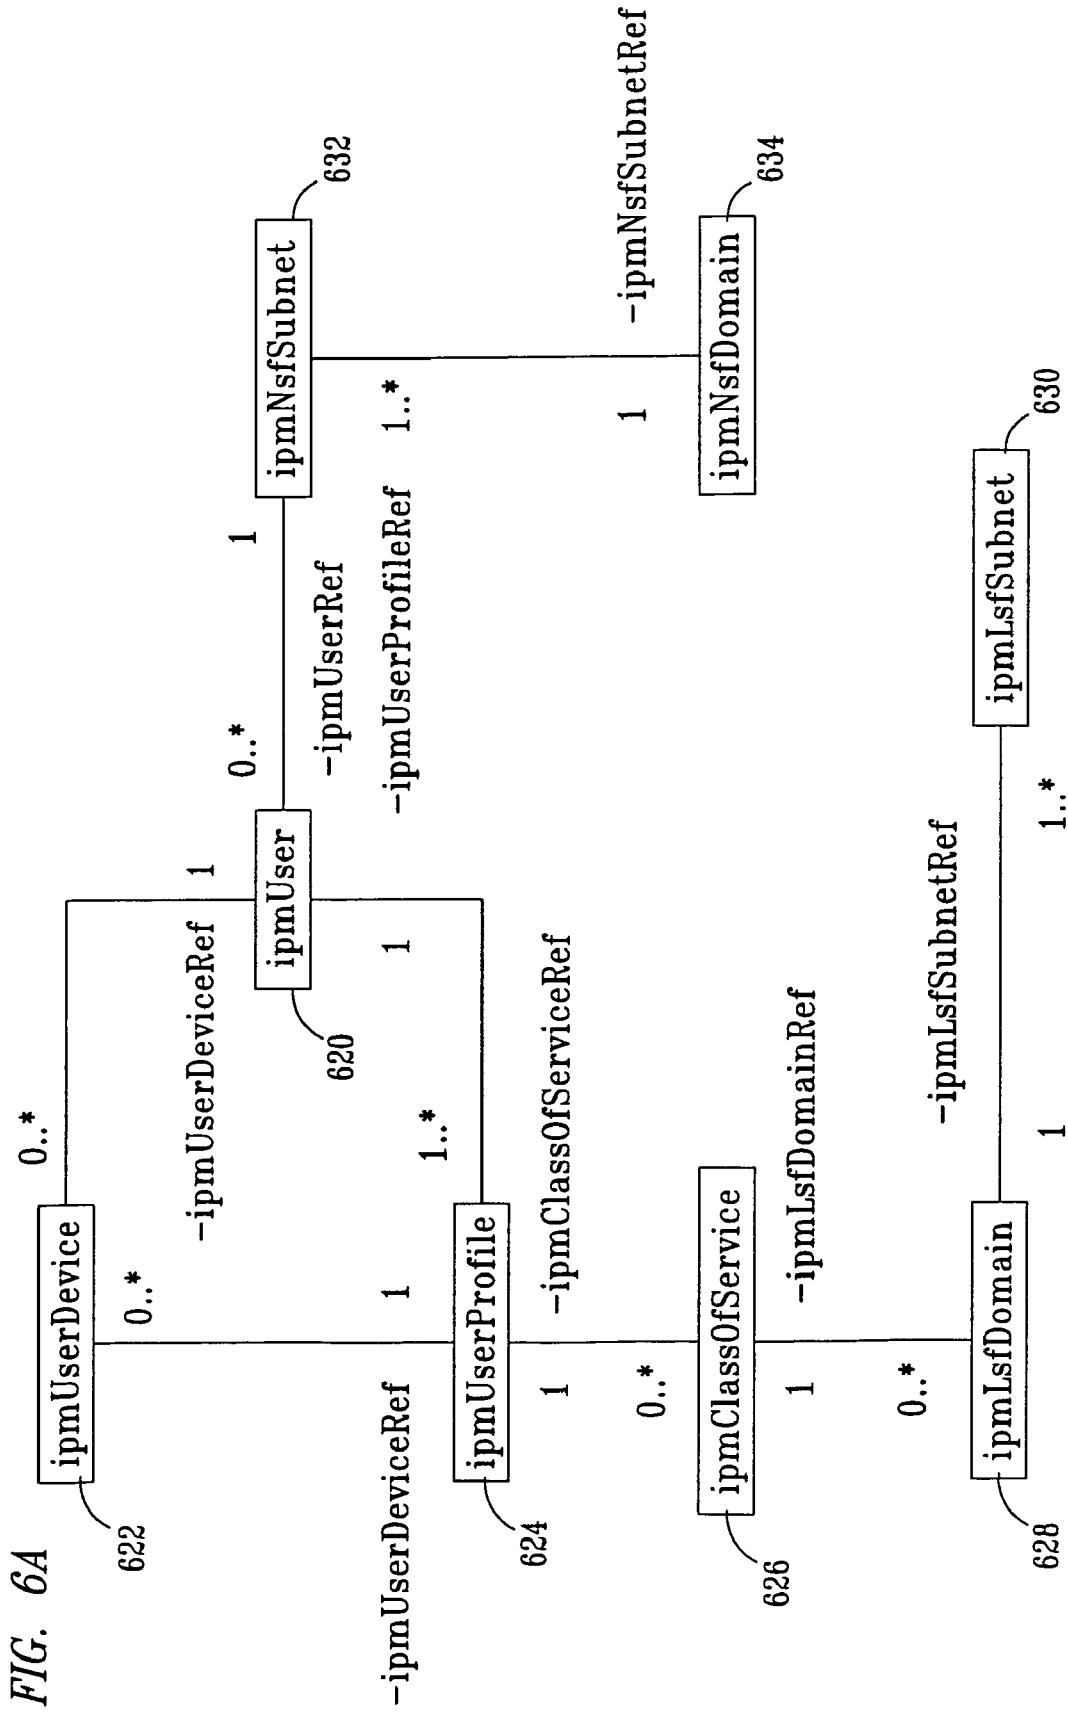 FIG. 6A
ipmUserDevice
622
0..*
0..*
-ipmUserDeviceRef
1
ipmUser
620
0..*
1
-ipmUserRef
ipmNsfSubnet
632
-ipmUserDeviceRef
1
1
-ipmUserProfileRef
1..*
1..*
ipmUserProfile
624
1
-ipmClassOfServiceRef
0..*
1
-ipmNsfSubnetRef
ipmClassOfService
626
ipmNsfDomain
634
1
-ipmLsfDomainRef
0..*
-ipmLsfSubnetRef
ipmLsfDomain
628
ipmLsfSubnet
630
1
1..*